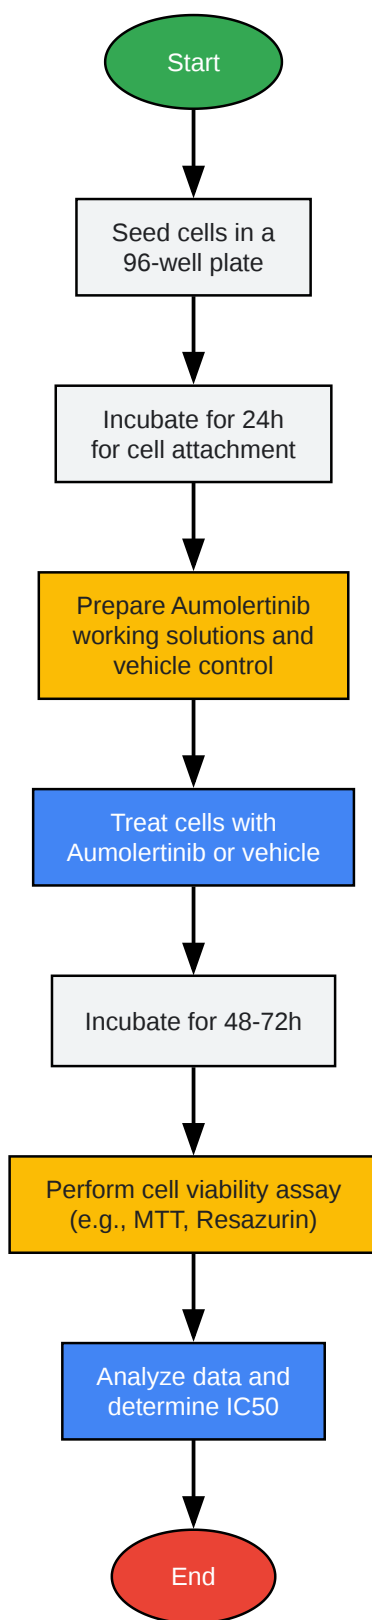 Start
Seed cells in a
96-well plate
Incubate for 24h
for cell attachment
Prepare Aumolertinib
working solutions and
vehicle control
Treat cells with
Aumolertinib or vehicle
Incubate for 48-72h
Perform cell viability assay
(e.g., MTT, Resazurin)
Analyze data and
determine IC50
End